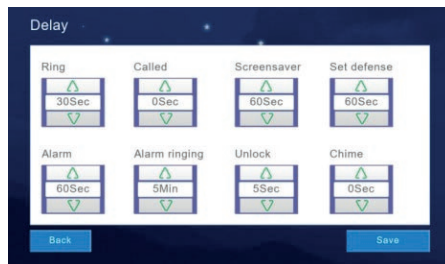 Delay
Ring Called Screensaver Set defense
30Sec 0Sec 60Sec 60Sec
Alarm Alarm ringing Unlock Chime
60Sec 5Min 5Sec 0Sec
Back Save